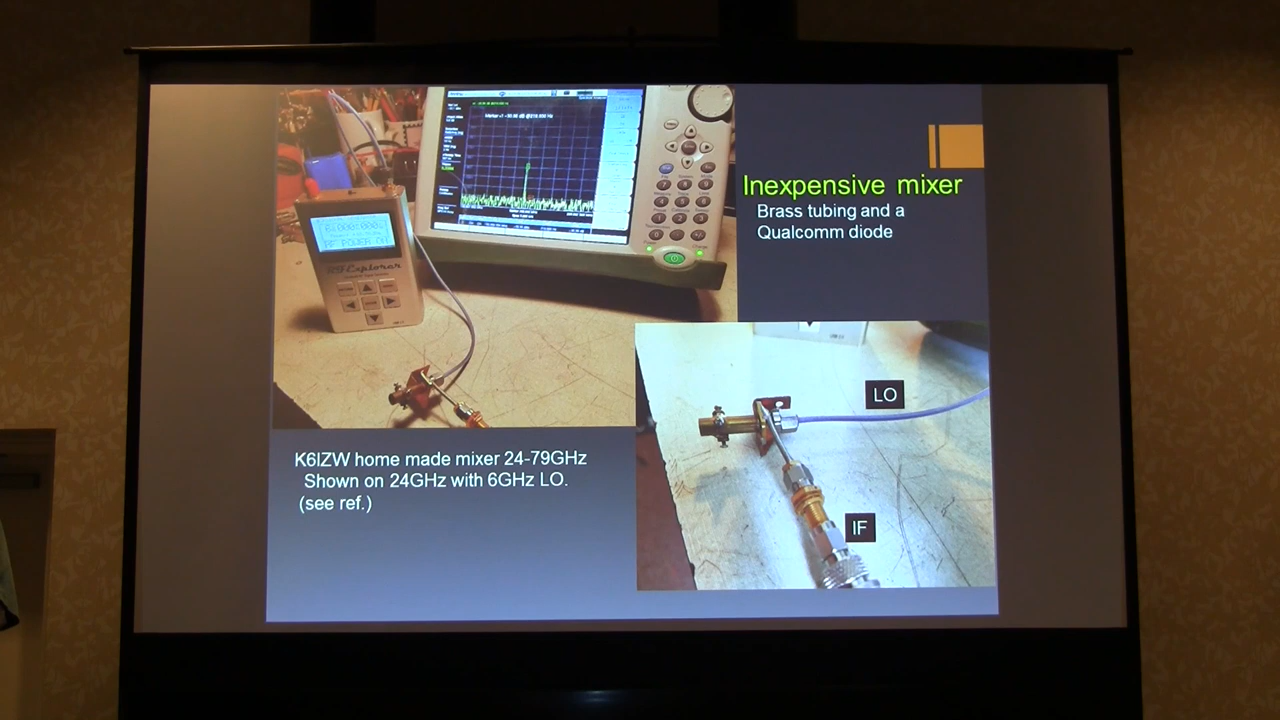 Inexpensive mixer
Brass tubing and a
Qualcomm diode
RF Explorer
LO
IF
K6IZW home made mixer 24-79GHz
Shown on 24GHz with 6GHz LO.
(see ref.)